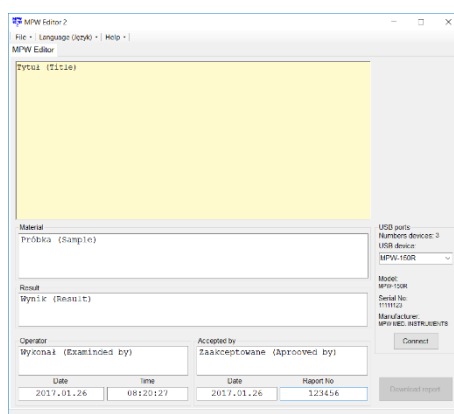 MPW Editor 2
File Language (Język) Help
MPW Editor
Tytuł (Title)
Materiał
Próbka (Sample)
Result
Wynik (Result)
Operator
Wykonał (Examinded by)
Accepted by
Zaakceptowane (Aprooved by)
Date Time Date Raport No
2017.01.26 08:20:27 2017.01.26 123456
USB ports
Numbers devices: 3
USB device:
MPW-150R
Model:
MPW-150R
Serial No:
11111123
Manufacturer:
MPW MED. INSTRUMENTS
Connect
Download report